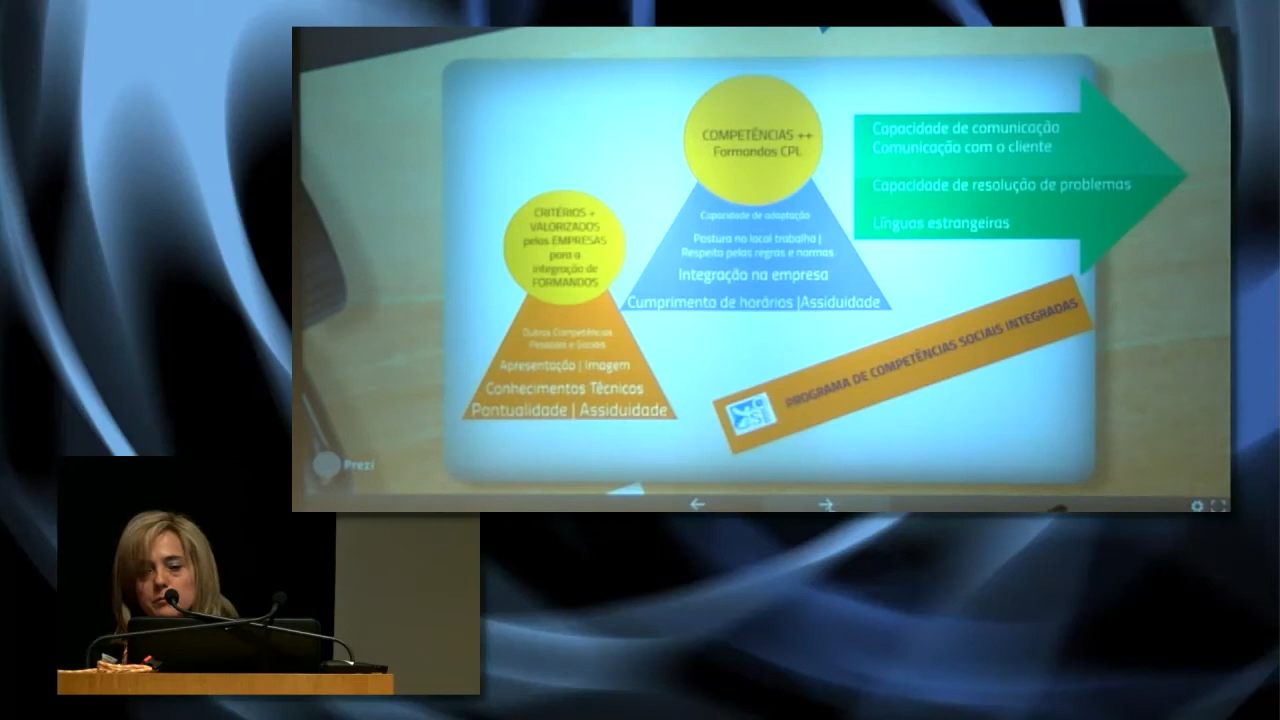 COMPETÊNCIAS ++
Formandos CPL
Capacidade de adaptação
Postura no local trabalho |
Respeito pelas regras e normas
Integração na empresa
Cumprimento de horários |Assiduidade
Capacidade de comunicação
Comunicação com o cliente
Capacidade de resolução de problemas
Línguas estrangeiras
CRITÉRIOS +
VALORIZADOS
pelas EMPRESAS
para a
integração de
FORMANDOS
Outras Competências
Pessoais e Sociais
Apresentação | Imagem
Conhecimentos Técnicos
Pontualidade | Assiduidade
PROGRAMA DE COMPETÊNCIAS SOCIAIS INTEGRADAS
Prezi